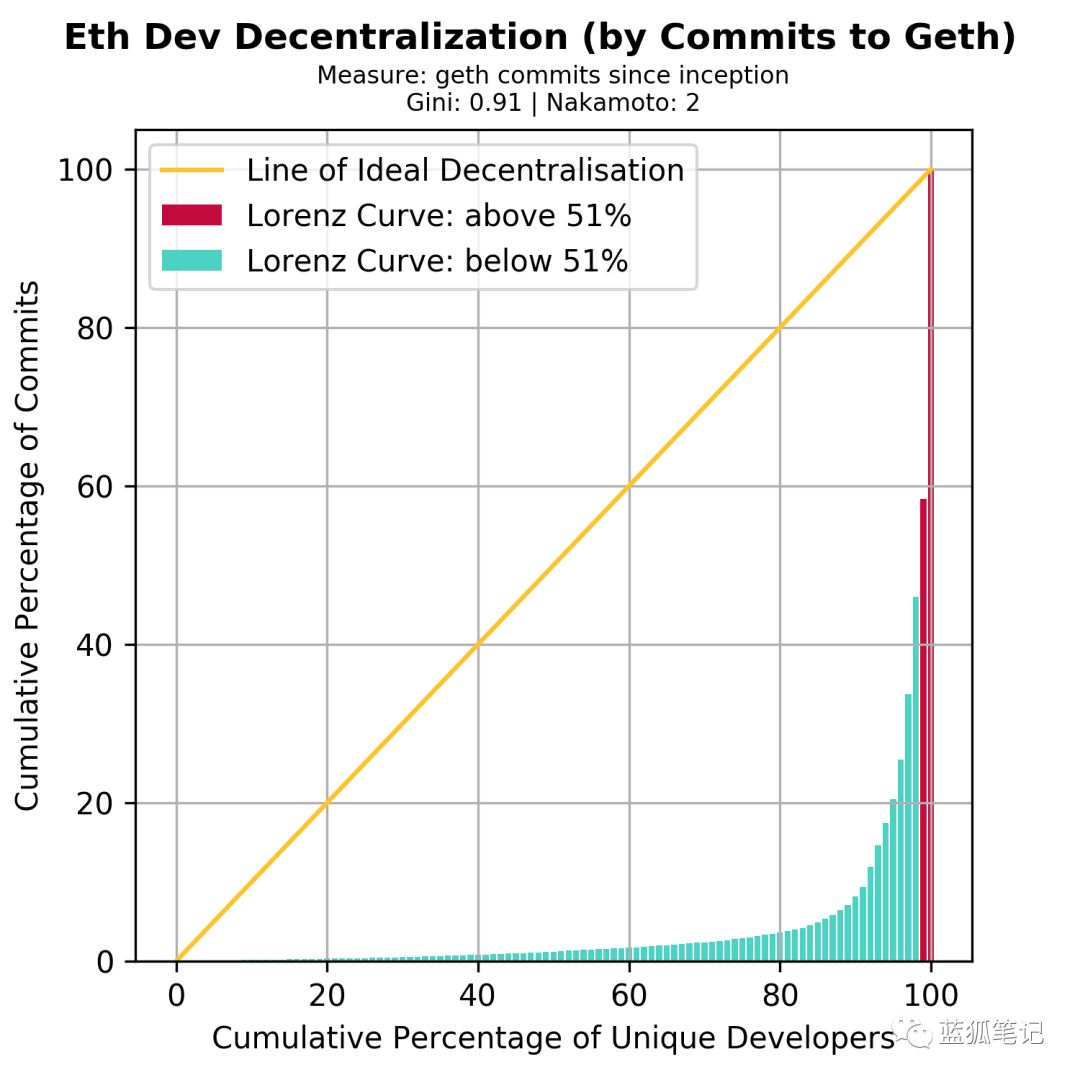 Eth Dev Decentralization (by Commits to Geth)
Measure: geth commits since inception
Gini: 0.91 | Nakamoto: 2
Line of Ideal Decentralisation
Lorenz Curve: above 51%
Lorenz Curve: below 51%
Cumulative Percentage of Commits
100
80
60
40
20
0
0 20 40 60 80 100
Cumulative Percentage of Unique Developers
蓝狐笔记